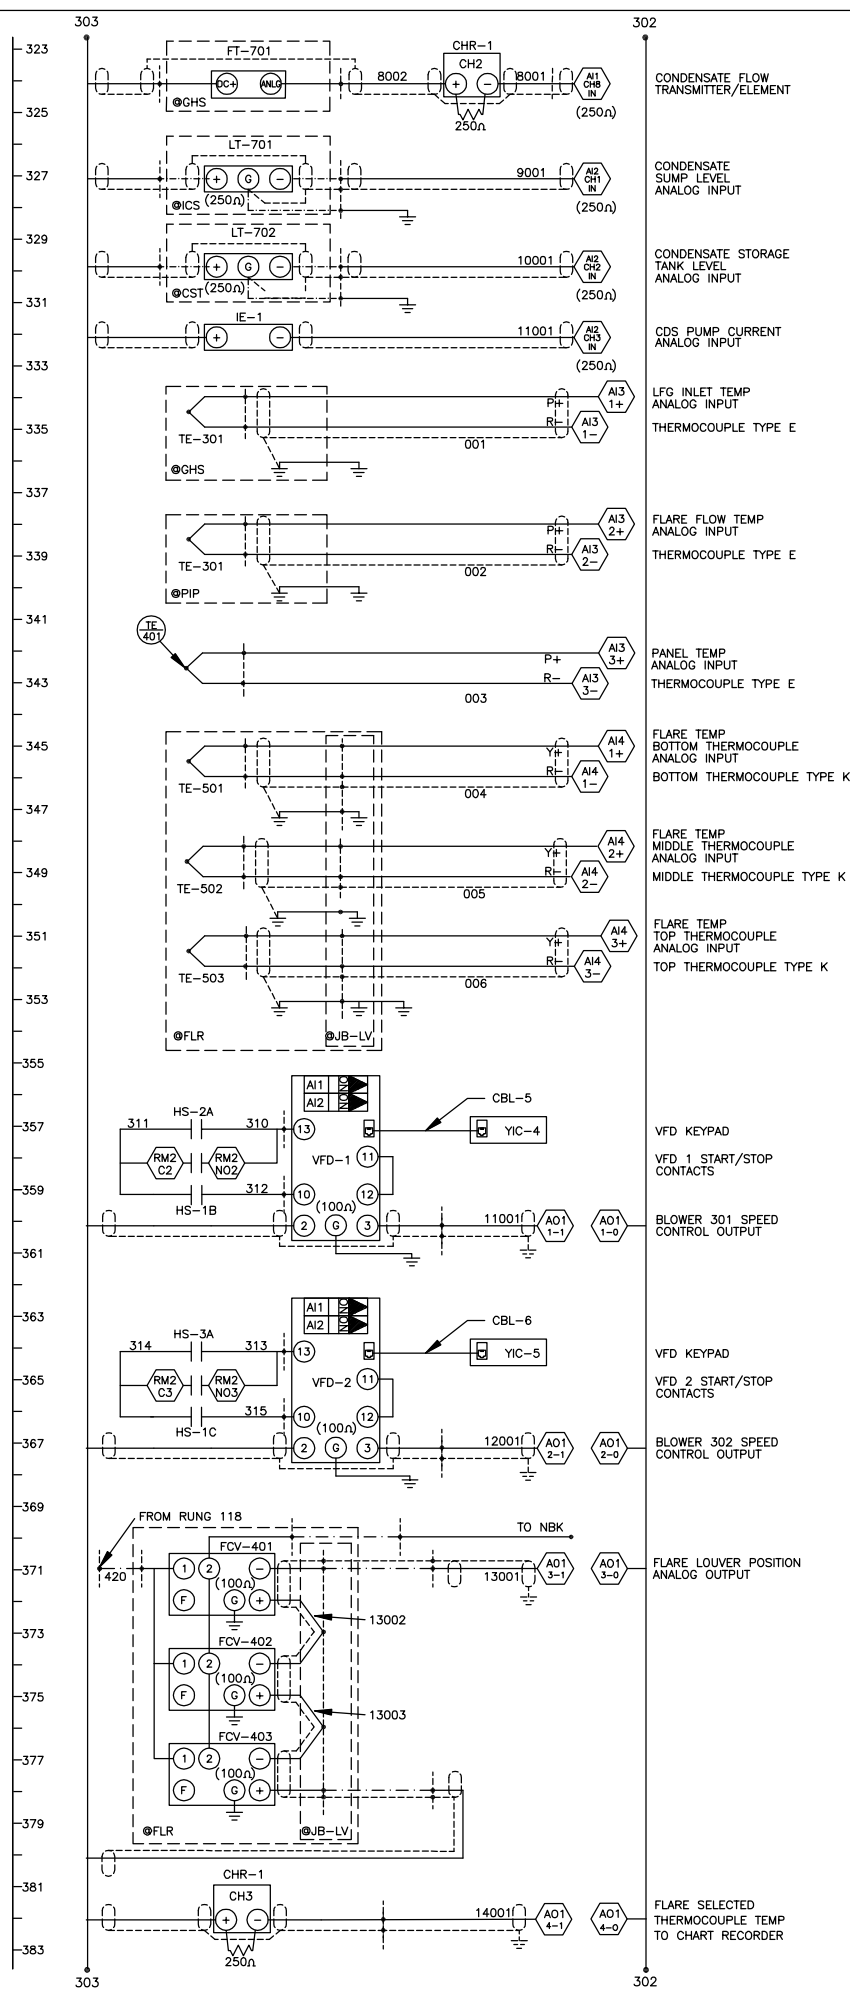 303
302
323
FT-701
CHR-1
CH2
DC+
ANLG
8002
+
-
8001
AI1
CH8
IN
CONDENSATE FLOW
TRANSMITTER/ELEMENT
@GHS
250Ω
(250Ω)
325
LT-701
327
+
G
-
9001
AI2
CH1
IN
CONDENSATE
SUMP LEVEL
ANALOG INPUT
@ICS
(250Ω)
(250Ω)
329
LT-702
+
G
-
10001
AI2
CH2
IN
CONDENSATE STORAGE
TANK LEVEL
ANALOG INPUT
@CST
(250Ω)
(250Ω)
331
IE-1
+
-
11001
AI2
CH3
IN
CDS PUMP CURRENT
ANALOG INPUT
333
(250Ω)
P+
AI3
1+
LFG INLET TEMP
ANALOG INPUT
335
TE-301
R-
AI3
1-
THERMOCOUPLE TYPE E
001
@GHS
337
P+
AI3
2+
FLARE FLOW TEMP
ANALOG INPUT
339
TE-301
R-
AI3
2-
THERMOCOUPLE TYPE E
002
@PIP
341
TE
401
P+
AI3
3+
PANEL TEMP
ANALOG INPUT
343
R-
AI3
3-
THERMOCOUPLE TYPE E
003
345
Y+
AI4
1+
FLARE TEMP
BOTTOM THERMOCOUPLE
ANALOG INPUT
TE-501
R-
AI4
1-
BOTTOM THERMOCOUPLE TYPE K
004
347
Y+
AI4
2+
FLARE TEMP
MIDDLE THERMOCOUPLE
ANALOG INPUT
349
TE-502
R-
AI4
2-
MIDDLE THERMOCOUPLE TYPE K
005
351
Y+
AI4
3+
FLARE TEMP
TOP THERMOCOUPLE
ANALOG INPUT
TE-503
R-
AI4
3-
TOP THERMOCOUPLE TYPE K
006
353
@FLR
@JB-LV
355
AI1
NO
AI2
NO
CBL-5
357
311
HS-2A
310
13
YIC-4
VFD KEYPAD
RM2
C2
RM2
NO2
VFD-1
11
VFD 1 START/STOP
CONTACTS
359
312
10
12
HS-1B
(100Ω)
2
G
3
11001
AO1
1-1
AO1
1-0
BLOWER 301 SPEED
CONTROL OUTPUT
361
363
AI1
NO
AI2
NO
CBL-6
314
HS-3A
313
13
YIC-5
VFD KEYPAD
365
RM2
C3
RM2
NO3
VFD-2
11
VFD 2 START/STOP
CONTACTS
315
10
12
HS-1C
(100Ω)
367
2
G
3
12001
AO1
2-1
AO1
2-0
BLOWER 302 SPEED
CONTROL OUTPUT
369
FROM RUNG 118
TO NBK
FCV-401
371
420
1
2
-
(100Ω)
13001
AO1
3-1
AO1
3-0
FLARE LOUVER POSITION
ANALOG OUTPUT
F
G
+
13002
373
FCV-402
1
2
-
(100Ω)
375
F
G
+
13003
FCV-403
377
1
2
-
(100Ω)
F
G
+
379
@FLR
@JB-LV
381
CHR-1
CH3
+
-
14001
AO1
4-1
AO1
4-0
FLARE SELECTED
THERMOCOUPLE TEMP
TO CHART RECORDER
250Ω
383
303
302